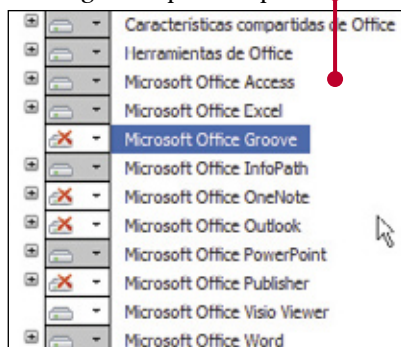 Características compartidas de Office
Herramientas de Office
Microsoft Office Access
Microsoft Office Excel
Microsoft Office Groove
Microsoft Office InfoPath
Microsoft Office OneNote
Microsoft Office Outlook
Microsoft Office PowerPoint
Microsoft Office Publisher
Microsoft Office Visio Viewer
Microsoft Office Word